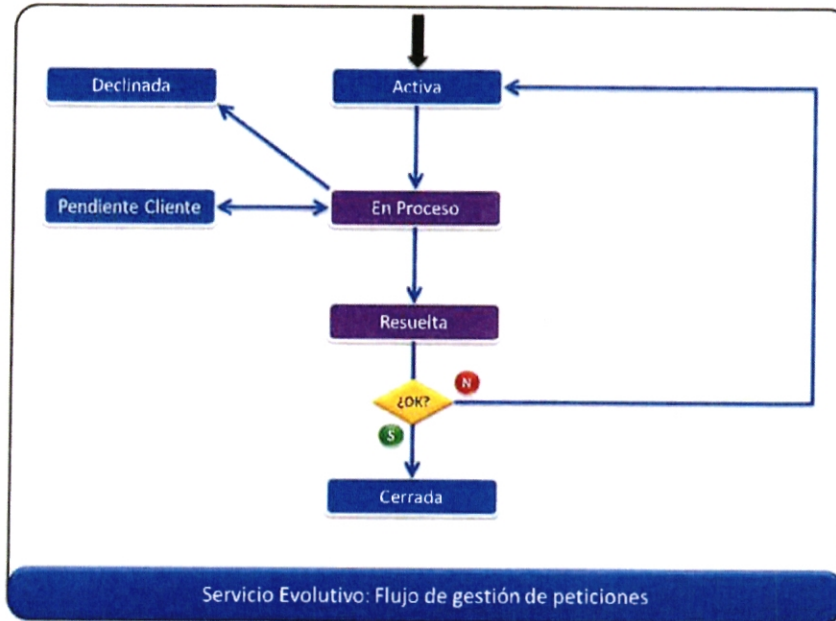 Declinada
Activa
Pendiente Cliente
En Proceso
Resuelta
¿OK?
N
S
Cerrada
Servicio Evolutivo: Flujo de gestión de peticiones